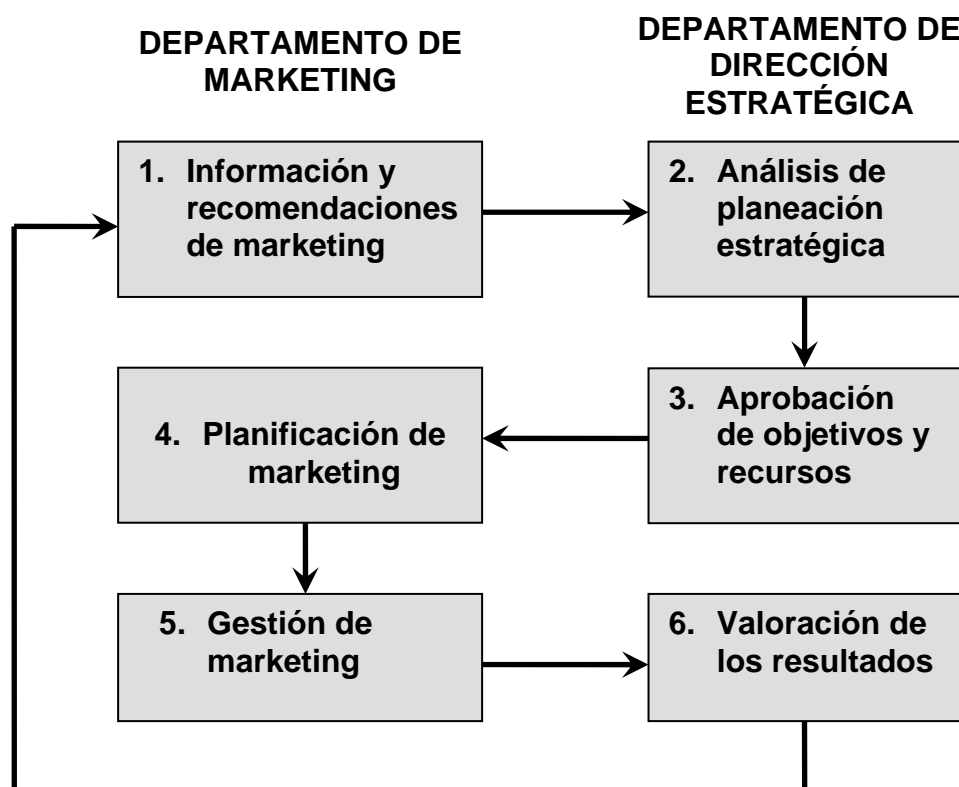 DEPARTAMENTO DE
MARKETING
DEPARTAMENTO DE
DIRECCIÓN
ESTRATÉGICA
1. Información y
recomendaciones
de marketing
2. Análisis de
planeación
estratégica
3. Aprobación
de objetivos y
recursos
4. Planificación de
marketing
5. Gestión de
marketing
6. Valoración de
los resultados